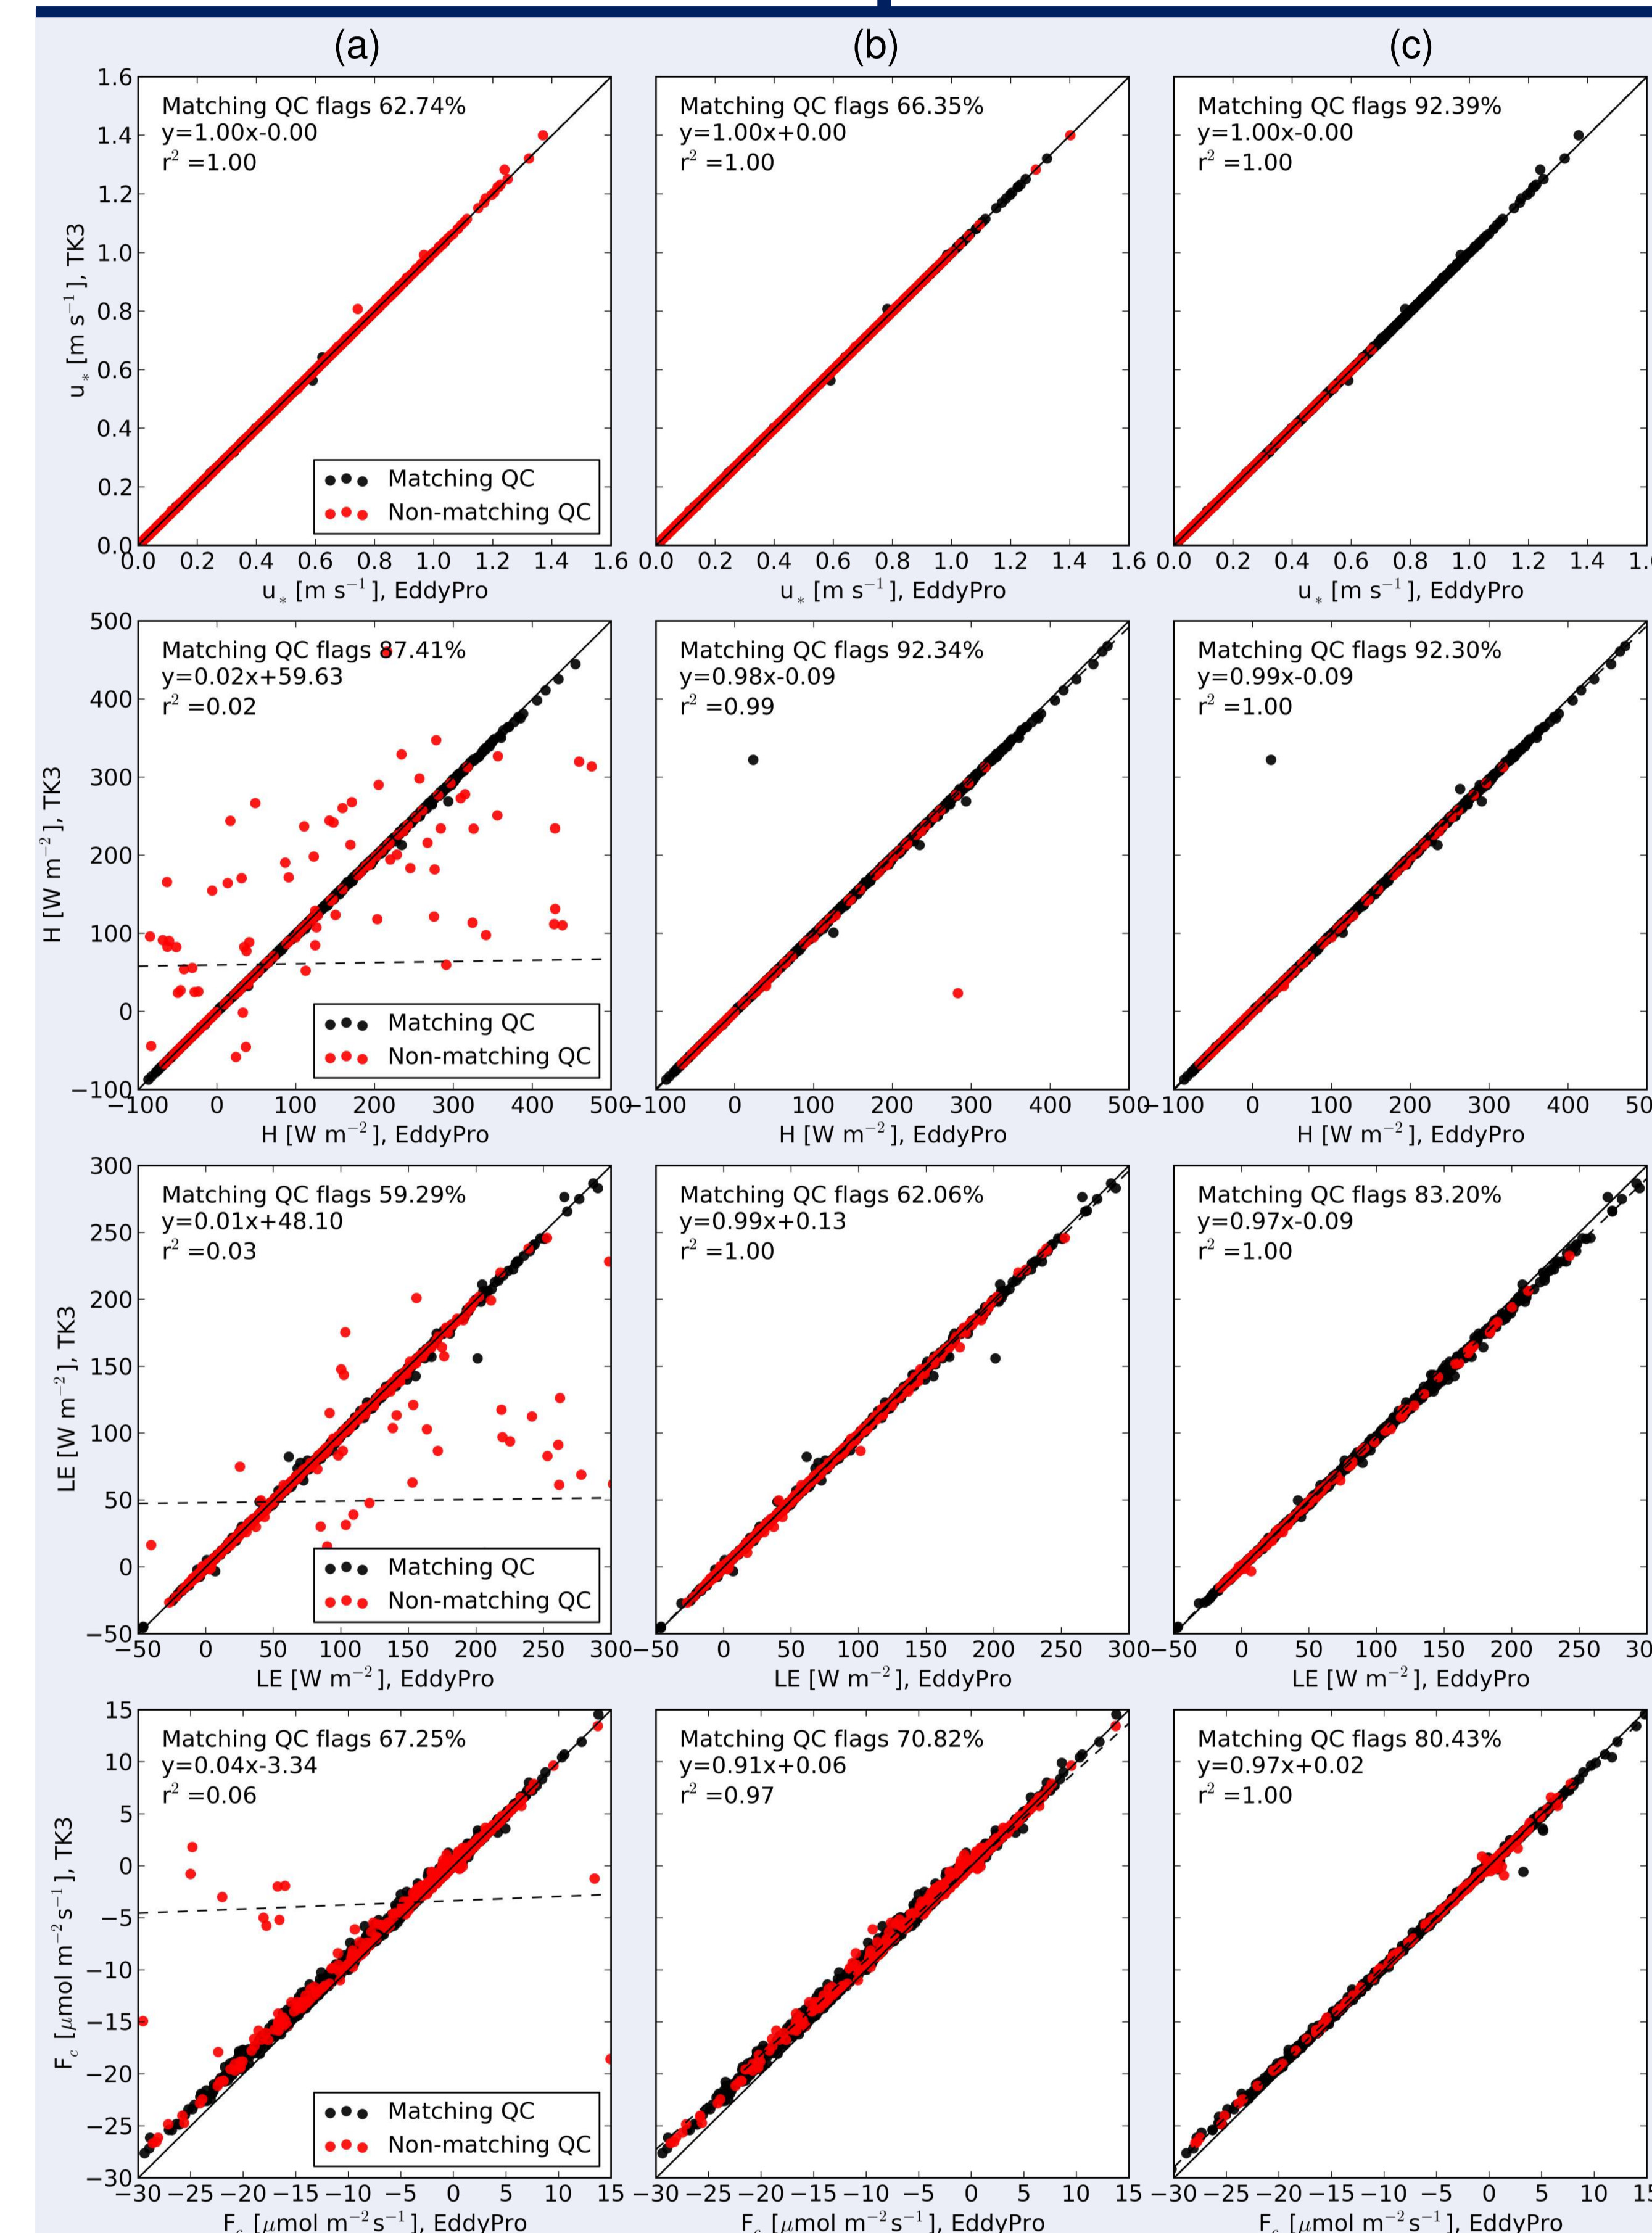 (a) (b) (c)
Matching QC flags 62.74%
y=1.00x-0.00
r² =1.00
1.6
1.4
1.2
1.0
0.8
0.6
0.4
0.2
0.0
u* [m s⁻¹], TK3
Matching QC
Non-matching QC
0.0 0.2 0.4 0.6 0.8 1.0 1.2 1.4 1.6
u* [m s⁻¹], EddyPro
Matching QC flags 66.35%
y=1.00x+0.00
r² =1.00
0.0 0.2 0.4 0.6 0.8 1.0 1.2 1.4 1.6
u* [m s⁻¹], EddyPro
Matching QC flags 92.39%
y=1.00x-0.00
r² =1.00
0.0 0.2 0.4 0.6 0.8 1.0 1.2 1.4
u* [m s⁻¹], EddyPro
Matching QC flags 87.41%
y=0.02x+59.63
r² =0.02
500
400
300
200
100
0
−100
H [W m⁻²], TK3
Matching QC
Non-matching QC
−100 0 100 200 300 400 500
H [W m⁻²], EddyPro
Matching QC flags 92.34%
y=0.98x-0.09
r² =0.99
−100 0 100 200 300 400 500
H [W m⁻²], EddyPro
Matching QC flags 92.30%
y=0.99x-0.09
r² =1.00
−100 0 100 200 300 400
H [W m⁻²], EddyPro
Matching QC flags 59.29%
y=0.01x+48.10
r² =0.03
300
250
200
150
100
50
0
−50
LE [W m⁻²], TK3
Matching QC
Non-matching QC
−50 0 50 100 150 200 250 300
LE [W m⁻²], EddyPro
Matching QC flags 62.06%
y=0.99x+0.13
r² =1.00
−50 0 50 100 150 200 250 300
LE [W m⁻²], EddyPro
Matching QC flags 83.20%
y=0.97x-0.09
r² =1.00
−50 0 50 100 150 200 250
LE [W m⁻²], EddyPro
Matching QC flags 67.25%
y=0.04x-3.34
r² =0.06
15
10
5
0
−5
−10
−15
−20
−25
−30
F꜀ [μmol m⁻²s⁻¹], TK3
Matching QC
Non-matching QC
−30 −25 −20 −15 −10 −5 0 5 10 15
F꜀ [μmol m⁻²s⁻¹], EddyPro
Matching QC flags 70.82%
y=0.91x+0.06
r² =0.97
−30 −25 −20 −15 −10 −5 0 5 10 15
F꜀ [μmol m⁻²s⁻¹], EddyPro
Matching QC flags 80.43%
y=0.97x+0.02
r² =1.00
−30 −25 −20 −15 −10 −5 0 5 10
F꜀ [μmol m⁻²s⁻¹], EddyPro